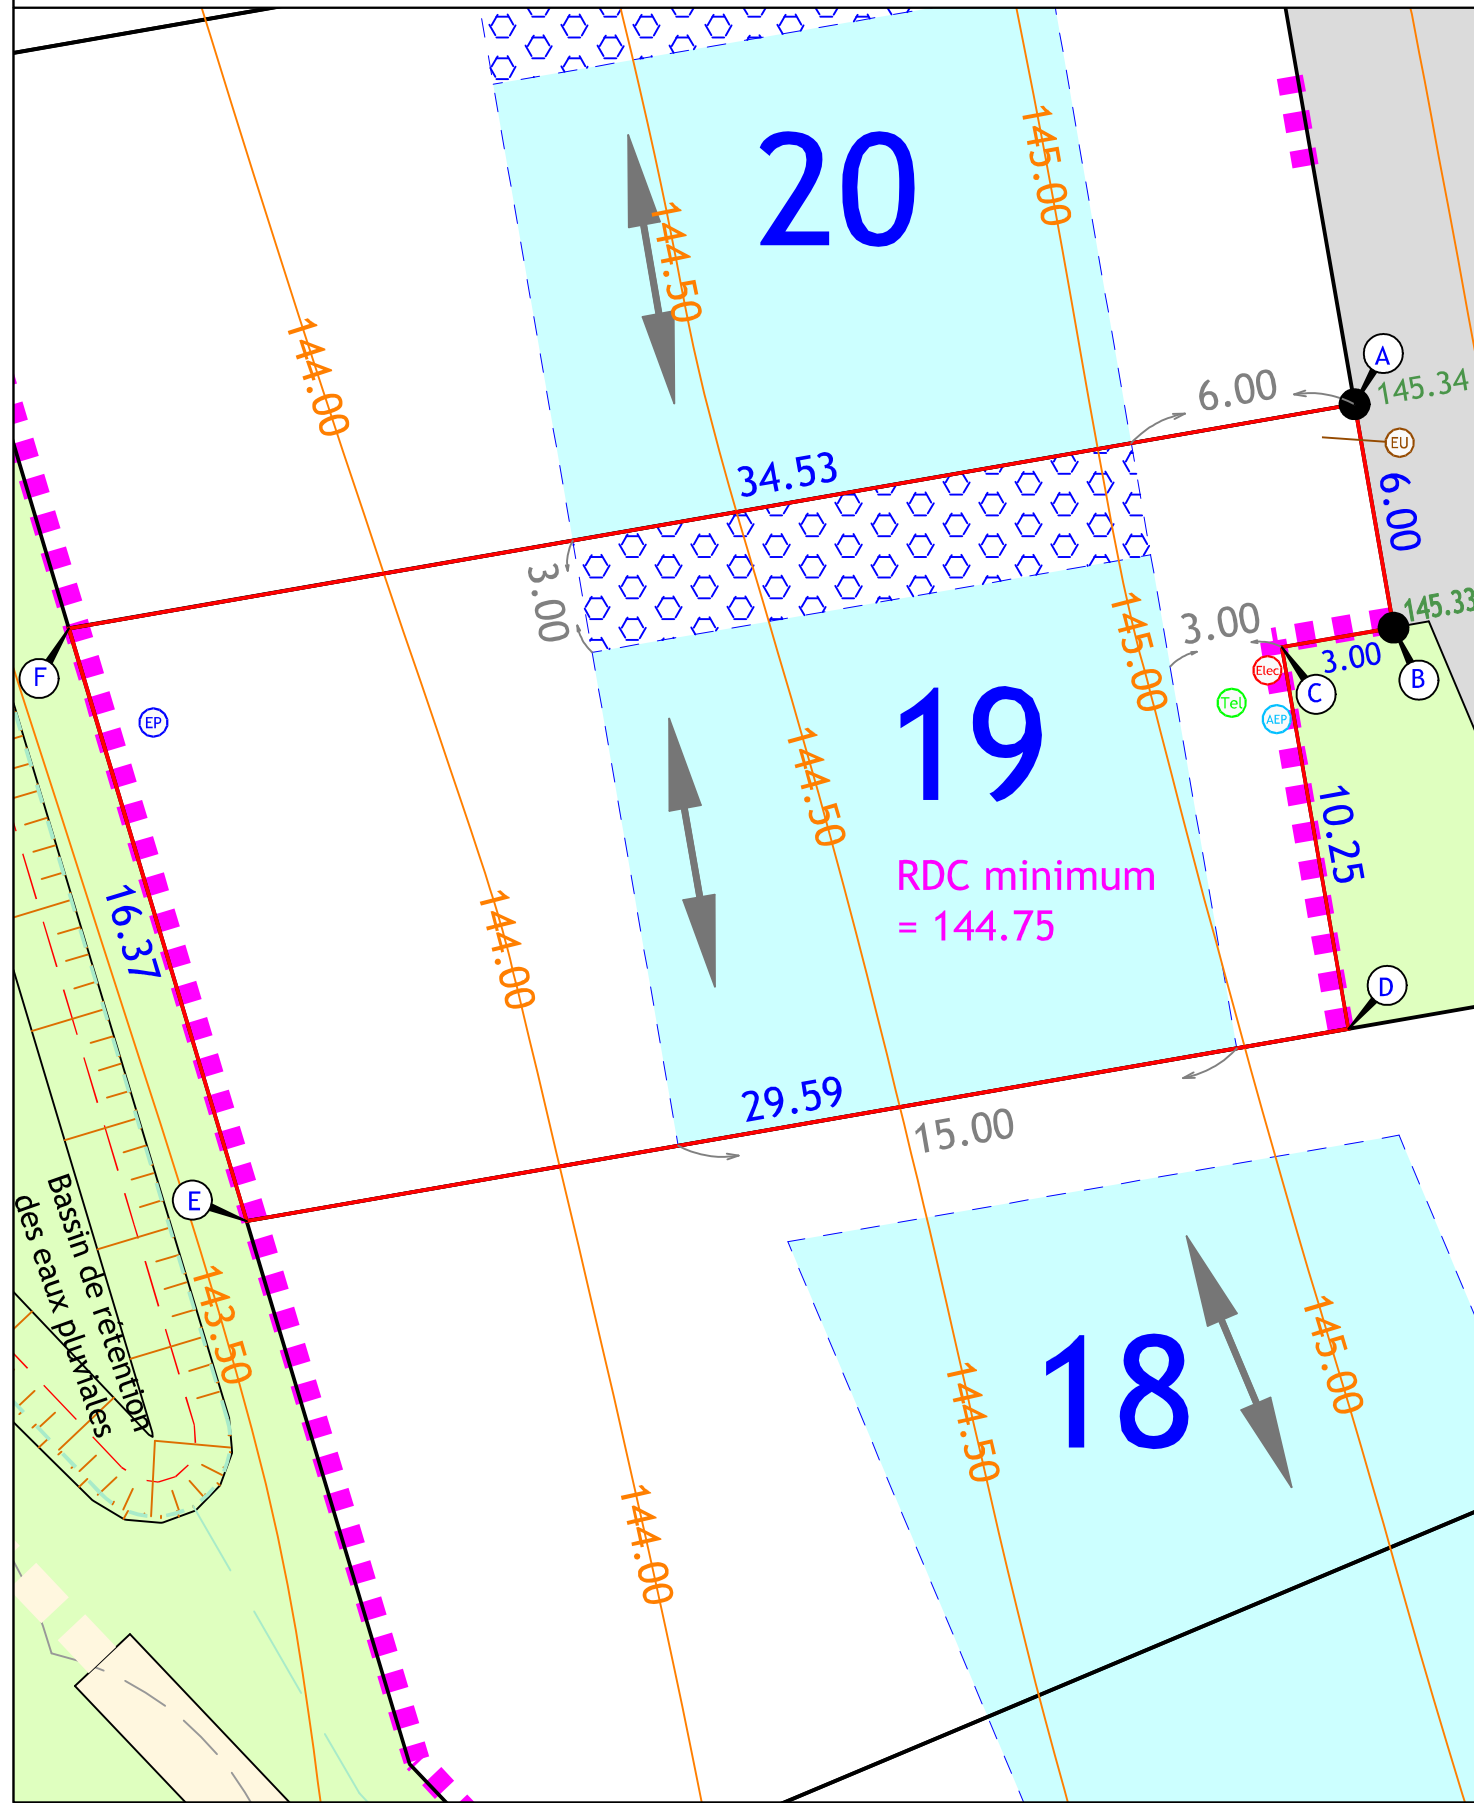 20
145.00
144.50
144.00
A
145.34
6.00
EU
34.53
6.00
3.00
145.33
3.00
3.00
B
C
F
Elec
Tel
AEP
EP
145.00
19
144.50
RDC minimum
= 144.75
10.25
16.37
144.00
D
29.59
15.00
E
Bassin de rétention
des eaux pluviales
143.50
18
145.00
144.50
144.00